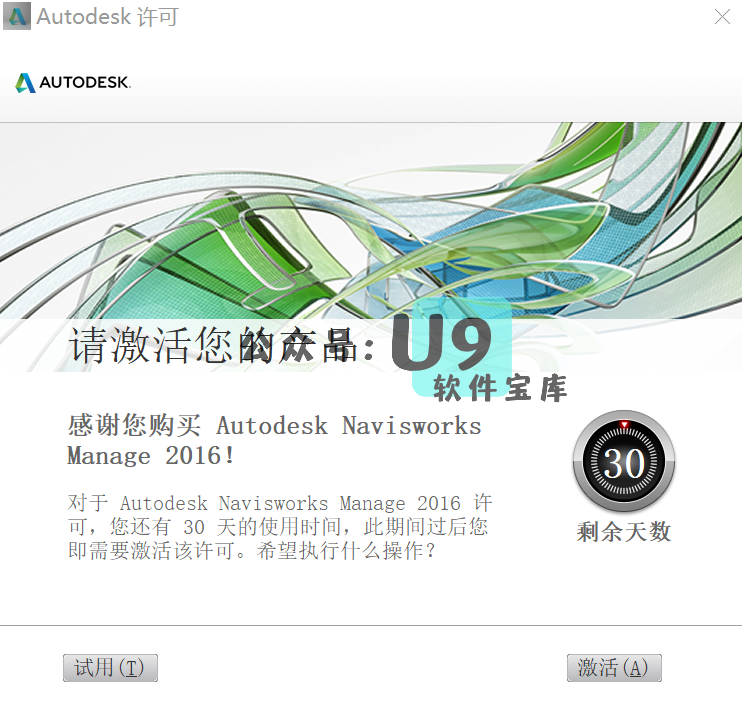 Autodesk 许可
AUTODESK.
请激活您的产品
公众号: U9
软件宝库
感谢您购买 Autodesk Navisworks
Manage 2016!
对于 Autodesk Navisworks Manage 2016 许
可，您还有 30 天的使用时间，此期间过后您
即需要激活该许可。希望执行什么操作？
30
剩余天数
试用(T)
激活(A)